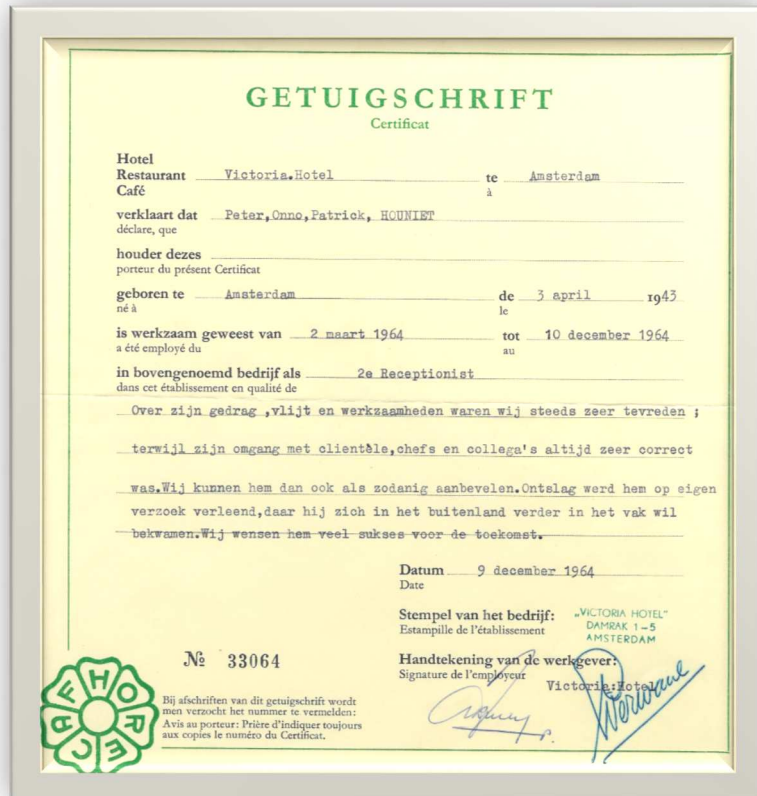 GETUIGSCHRIFT
Certificat
Hotel
Restaurant Victoria.Hotel te Amsterdam
Café à
verklaart dat Peter,Onno,Patrick, HOUNIET
déclare, que
houder dezes
porteur du présent Certificat
geboren te Amsterdam de 3 april 1943
né à le
is werkzaam geweest van 2 maart 1964 tot 10 december 1964
a été employé du au
in bovengenoemd bedrijf als 2e Receptionist
dans cet établissement en qualité de
Over zijn gedrag ,vlijt en werkzaamheden waren wij steeds zeer tevreden ;
terwijl zijn omgang met clientèle,chefs en collega's altijd zeer correct
was.Wij kunnen hem dan ook als zodanig aanbevelen.Ontslag werd hem op eigen
verzoek verleend,daar hij zich in het buitenland verder in het vak wil
bekwamen.Wij wensen hem veel sukses voor de toekomst.
Datum 9 december 1964
Date
Stempel van het bedrijf: „VICTORIA HOTEL"
Estampille de l'établissement DAMRAK 1-5
AMSTERDAM
№ 33064
Handtekening van de werkgever:
Signature de l'employeur Victoria:Hotel
HORECAF
Bij afschriften van dit getuigschrift wordt
men verzocht het nummer te vermelden:
Avis au porteur: Prière d'indiquer toujours
aux copies le numéro du Certificat.